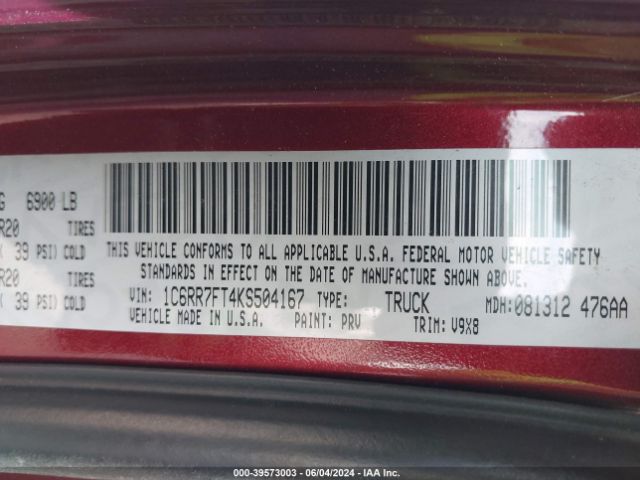 G 6900 LB
R20 TIRES
39 PSI) COLD
R20 TIRES
39 PSI) COLD
THIS VEHICLE CONFORMS TO ALL APPLICABLE U.S.A. FEDERAL MOTOR VEHICLE SAFETY
STANDARDS IN EFFECT ON THE DATE OF MANUFACTURE SHOWN ABOVE.
VIN: 1C6RR7FT4KS504167 TYPE: TRUCK MDH:081312 476AA
VEHICLE MADE IN U.S.A. PAINT: PRV TRIM: V9X8
000-39573003 - 06/04/2024 - IAA Inc.